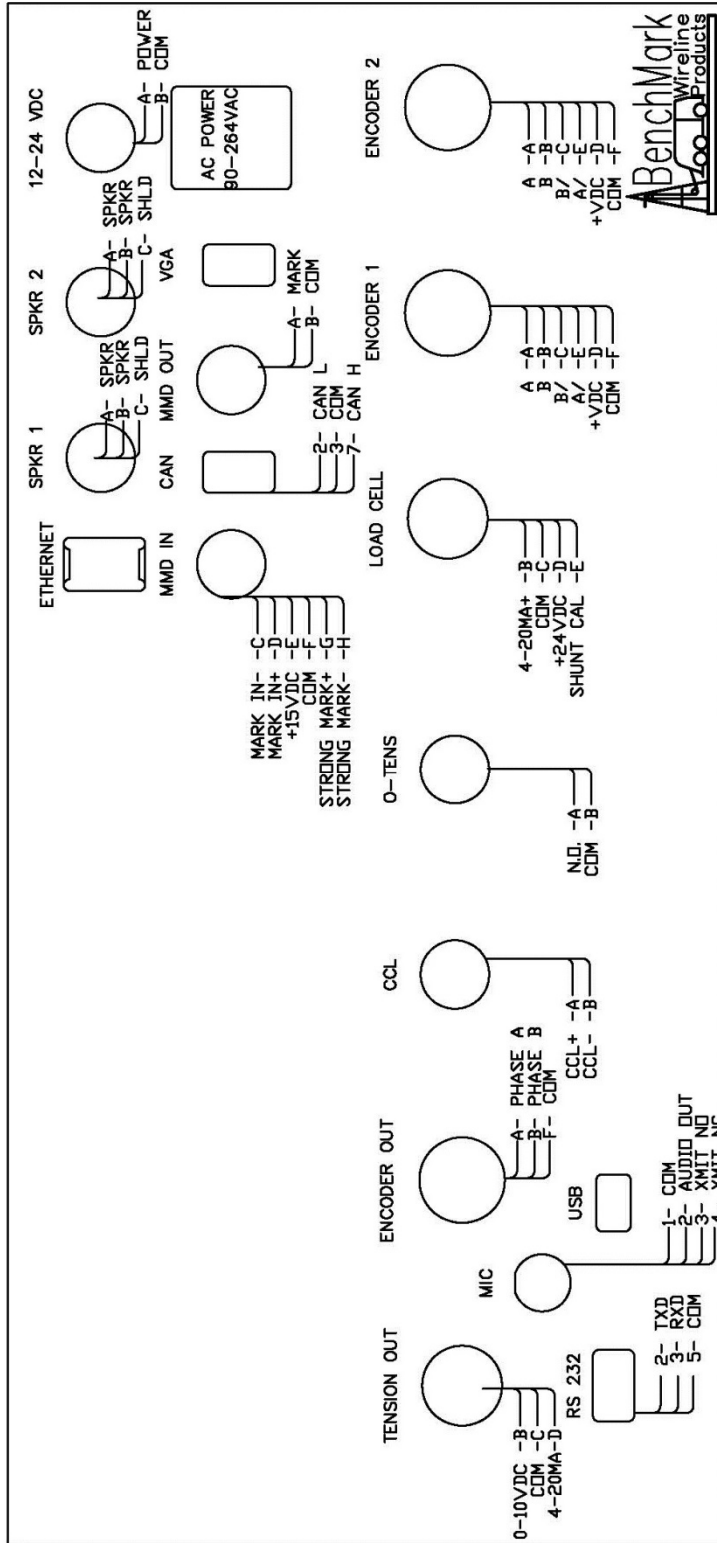 ETHERNET
SPKR 1
A- SPKR
B- SPKR
C- SHLD
SPKR 2
A- SPKR
B- SPKR
C- SHLD
12-24 VDC
A- POWER
B- COM
MMD IN
MARK IN- -C
MARK IN+ -D
+15VDC -E
COM -F
STRONG MARK+ -G
STRONG MARK- -H
CAN
2- CAN L
3- COM
7- CAN H
MMD OUT
A- MARK
B- COM
VGA
AC POWER
90-264VAC
TENSION OUT
0-10VDC -B
COM -C
4-20MA-D
ENCODER OUT
A- PHASE A
B- PHASE B
F- COM
CCL
CCL+ -A
CCL- -B
O-TENS
N.O. -A
COM -B
LOAD CELL
4-20MA+ -B
COM -C
+24VDC -D
SHUNT CAL -E
ENCODER 1
A -A
B -B
B/ -C
A/ -E
+VDC -D
COM -F
ENCODER 2
A -A
B -B
B/ -C
A/ -E
+VDC -D
COM -F
RS 232
2- TXD
3- RXD
5- COM
MIC
1- COM
2- AUDIO OUT
3- XMIT NO
USB
BenchMark
Wireline
Products